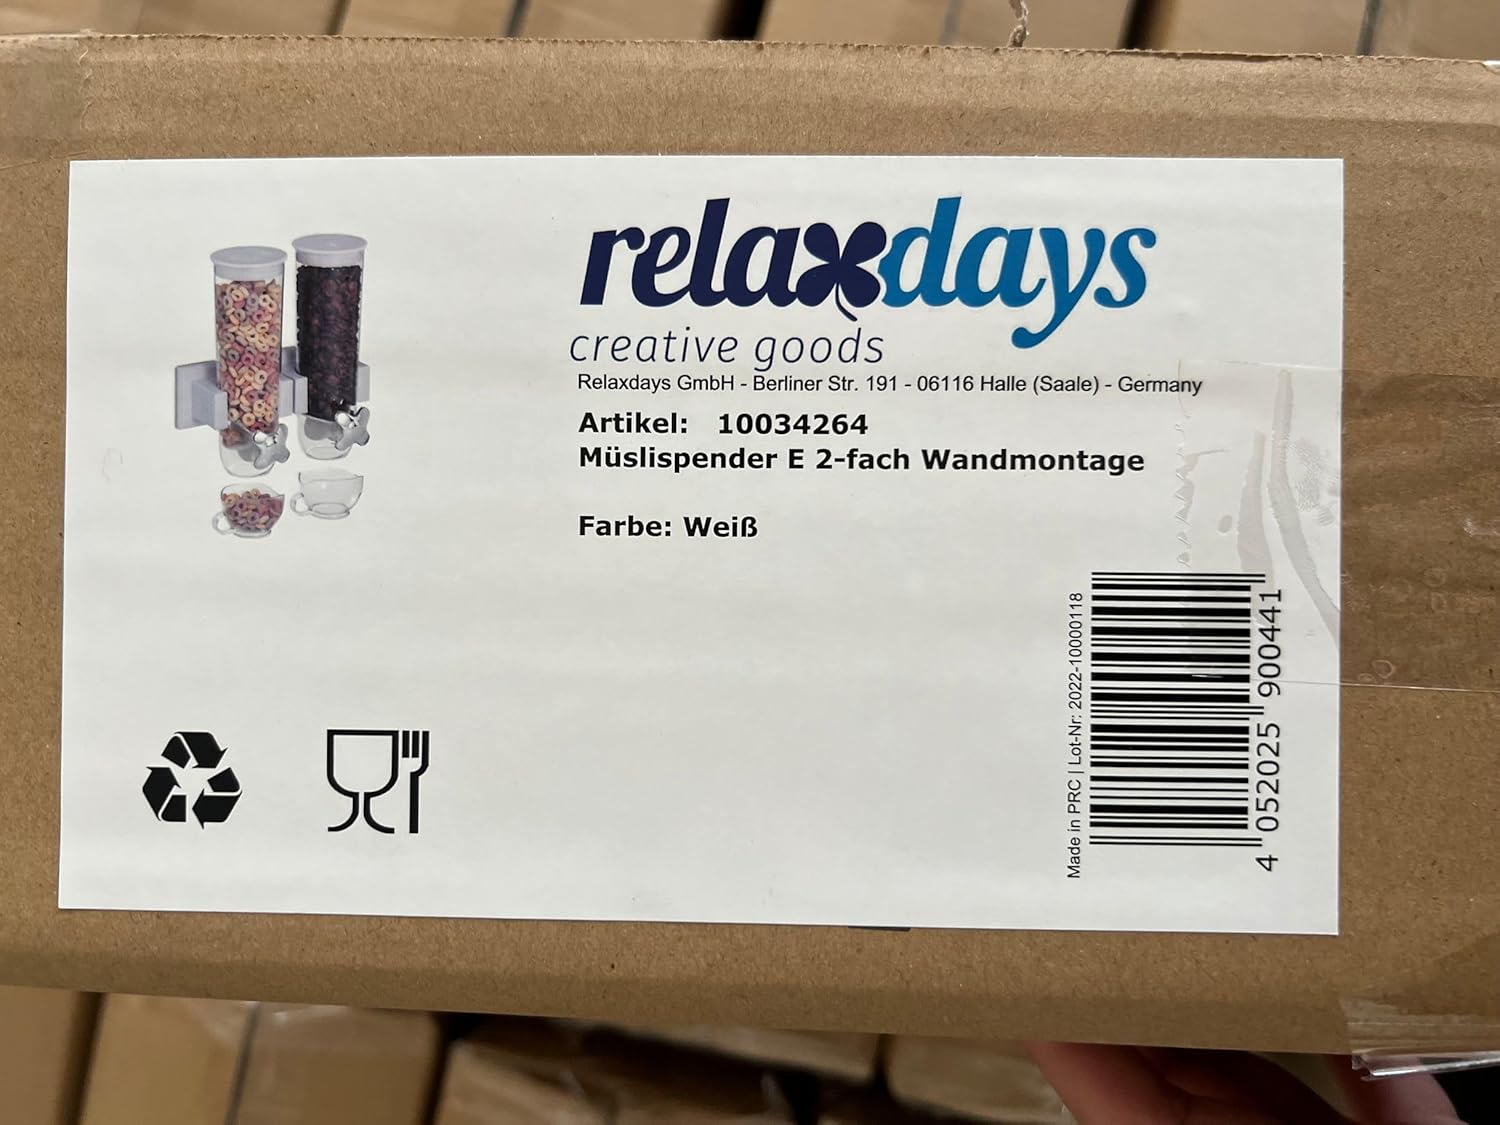 relaxdays
creative goods
Relaxdays GmbH - Berliner Str. 191 - 06116 Halle (Saale) - Germany
Artikel: 10034264
Müslispender E 2-fach Wandmontage
Farbe: Weiß
Made in PRC | Lot-Nr: 2022-10000118
4 052025 900441